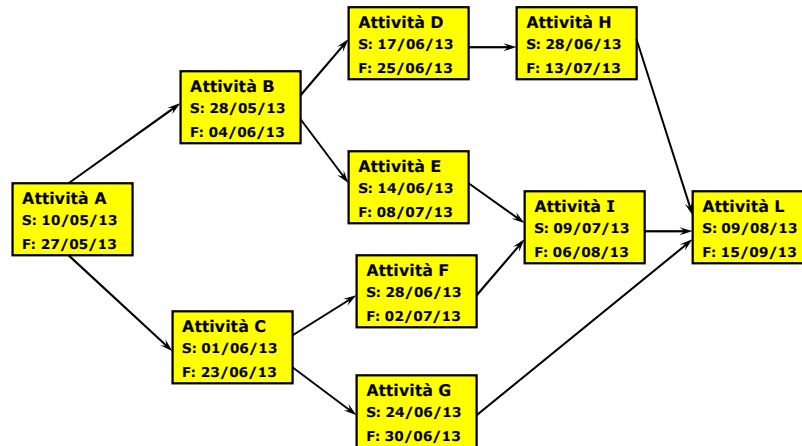 Attività D
S: 17/06/13
F: 25/06/13
Attività H
S: 28/06/13
F: 13/07/13
Attività B
S: 28/05/13
F: 04/06/13
Attività E
S: 14/06/13
F: 08/07/13
Attività A
S: 10/05/13
F: 27/05/13
Attività I
S: 09/07/13
F: 06/08/13
Attività L
S: 09/08/13
F: 15/09/13
Attività F
S: 28/06/13
F: 02/07/13
Attività C
S: 01/06/13
F: 23/06/13
Attività G
S: 24/06/13
F: 30/06/13